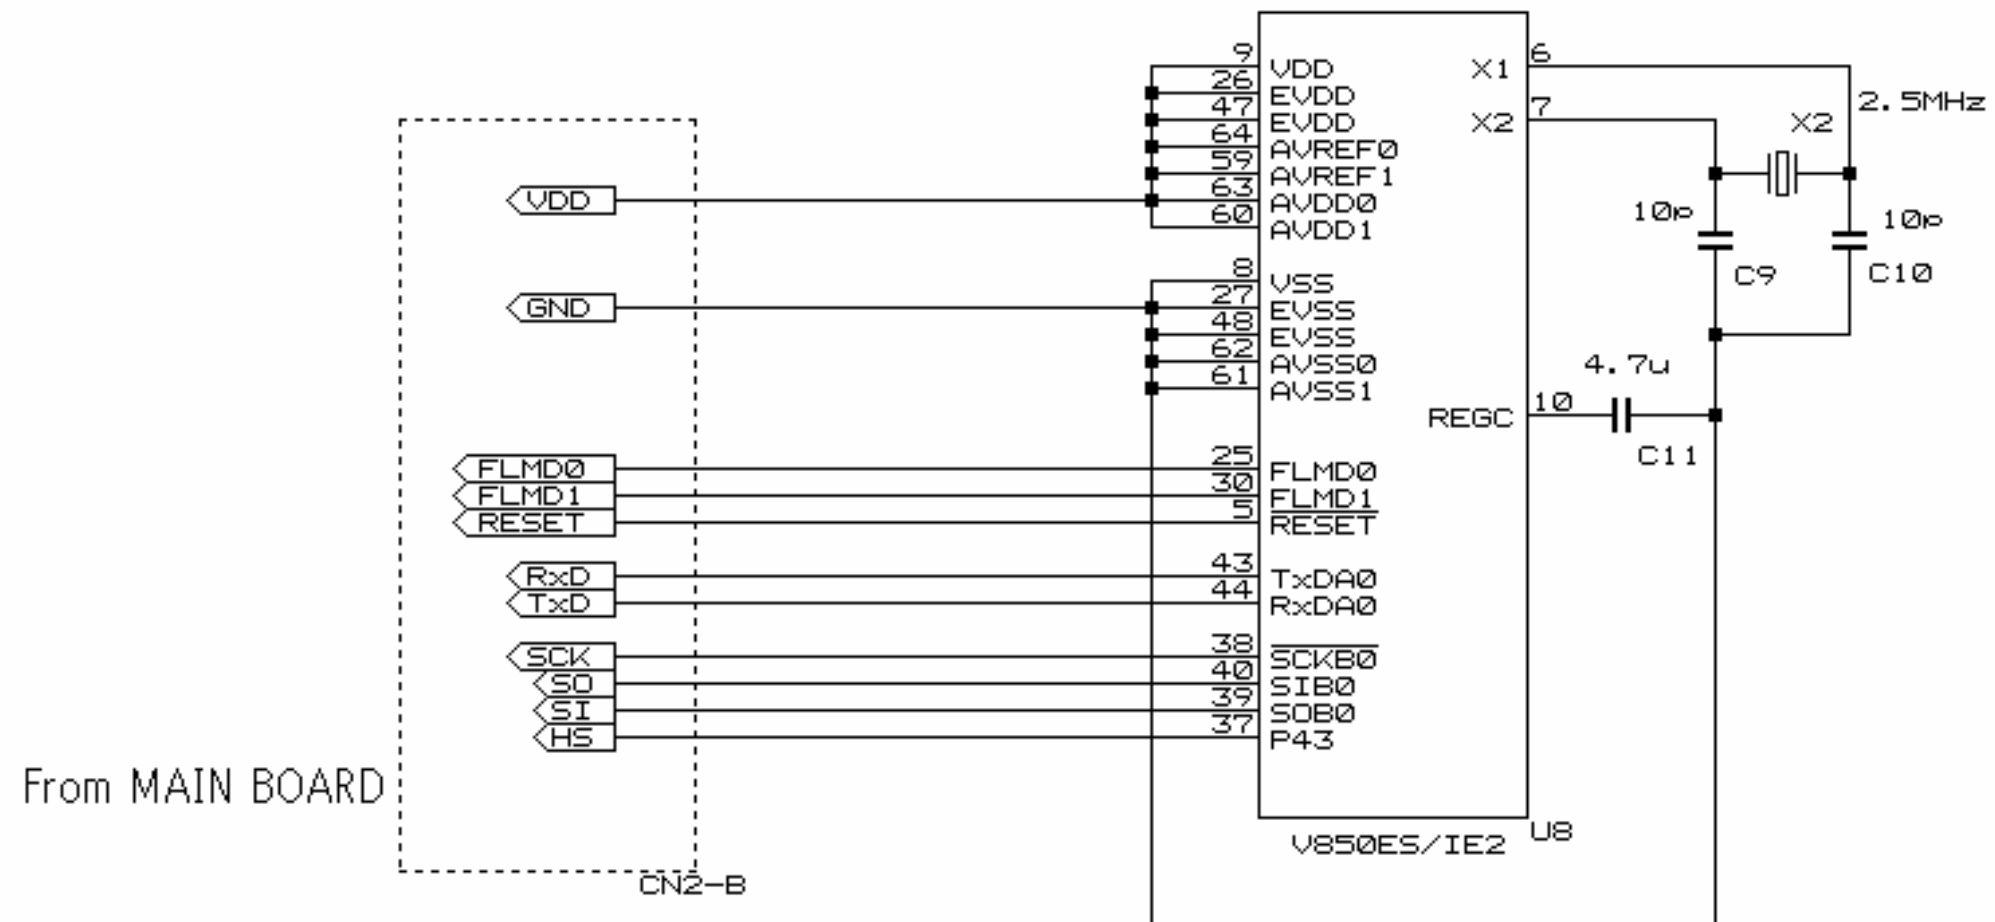 9
VDD
X1
6
26
EVDD
47
EVDD
X2
7
X2
2.5MHz
64
AVREF0
59
AVREF1
VDD
63
AVDD0
60
AVDD1
10p
10p
C9
C10
8
VSS
GND
27
EVSS
48
EVSS
62
AVSS0
61
AVSS1
4.7u
REGC
10
C11
FLMD0
25
FLMD0
FLMD1
30
FLMD1
RESET
5
RESET
RxD
43
TxDA0
TxD
44
RxDA0
SCK
38
SCKB0
SO
40
SIB0
SI
39
SOB0
HS
37
P43
From MAIN BOARD
CN2-B
V850ES/IE2
U8